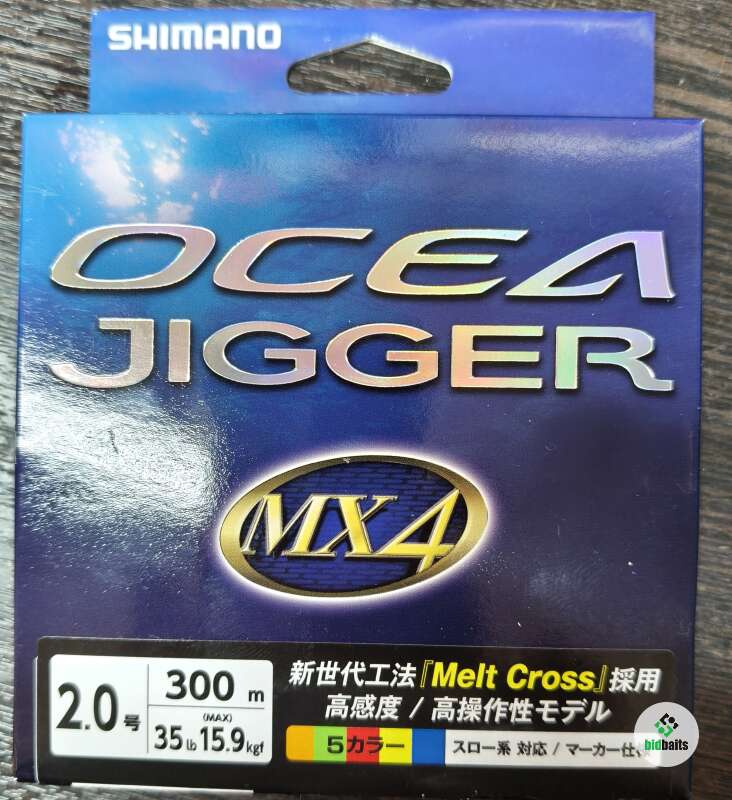 SHIMANO
OCEA
JIGGER
MX4
2.0号
300 m
(MAX)
35lb 15.9kgf
新世代工法『Melt Cross』採用
高感度 / 高操作性モデル
5カラー
スロー系 対応 / マーカー仕様
bidbaits